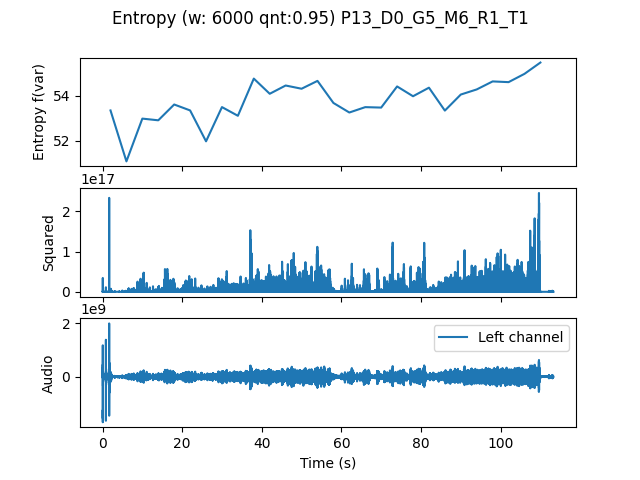 Entropy (w: 6000 qnt:0.95) P13_D0_G5_M6_R1_T1
Entropy f(var)
54
52
1e17
Squared
2
1
0
1e9
Audio
2
0
Left channel
0 20 40 60 80 100
Time (s)